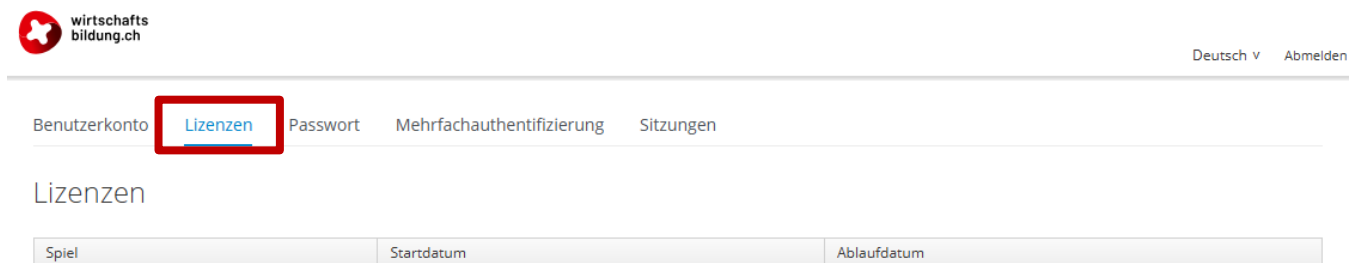 wirtschafts
bildung.ch
Deutsch ˅ Abmelden
Benutzerkonto Lizenzen Passwort Mehrfachauthentifizierung Sitzungen
Lizenzen
Spiel Startdatum Ablaufdatum